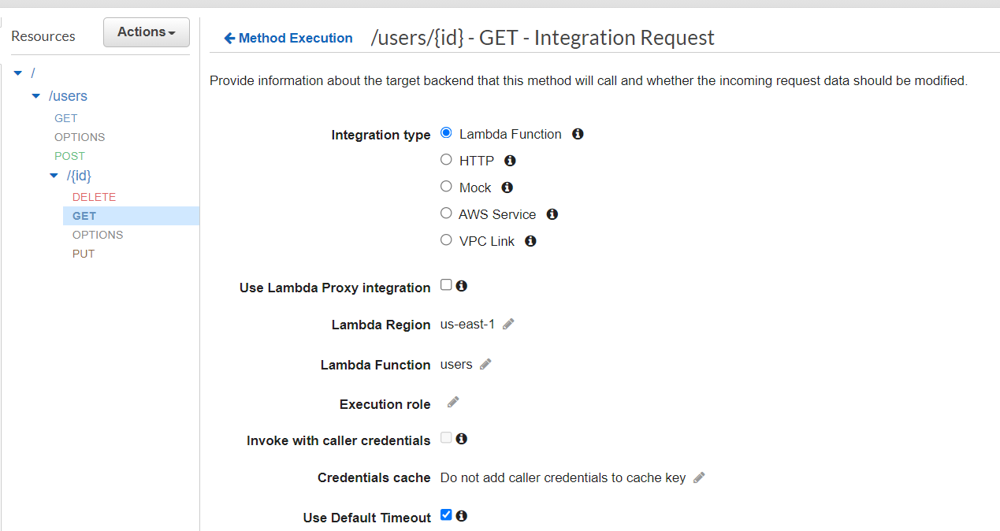 Resources
Actions
/
/users
GET
OPTIONS
POST
/{id}
DELETE
GET
OPTIONS
PUT
Method Execution /users/{id} - GET - Integration Request
Provide information about the target backend that this method will call and whether the incoming request data should be modified.
Integration type Lambda Function
HTTP
Mock
AWS Service
VPC Link
Use Lambda Proxy integration
Lambda Region us-east-1
Lambda Function users
Execution role
Invoke with caller credentials
Credentials cache Do not add caller credentials to cache key
Use Default Timeout